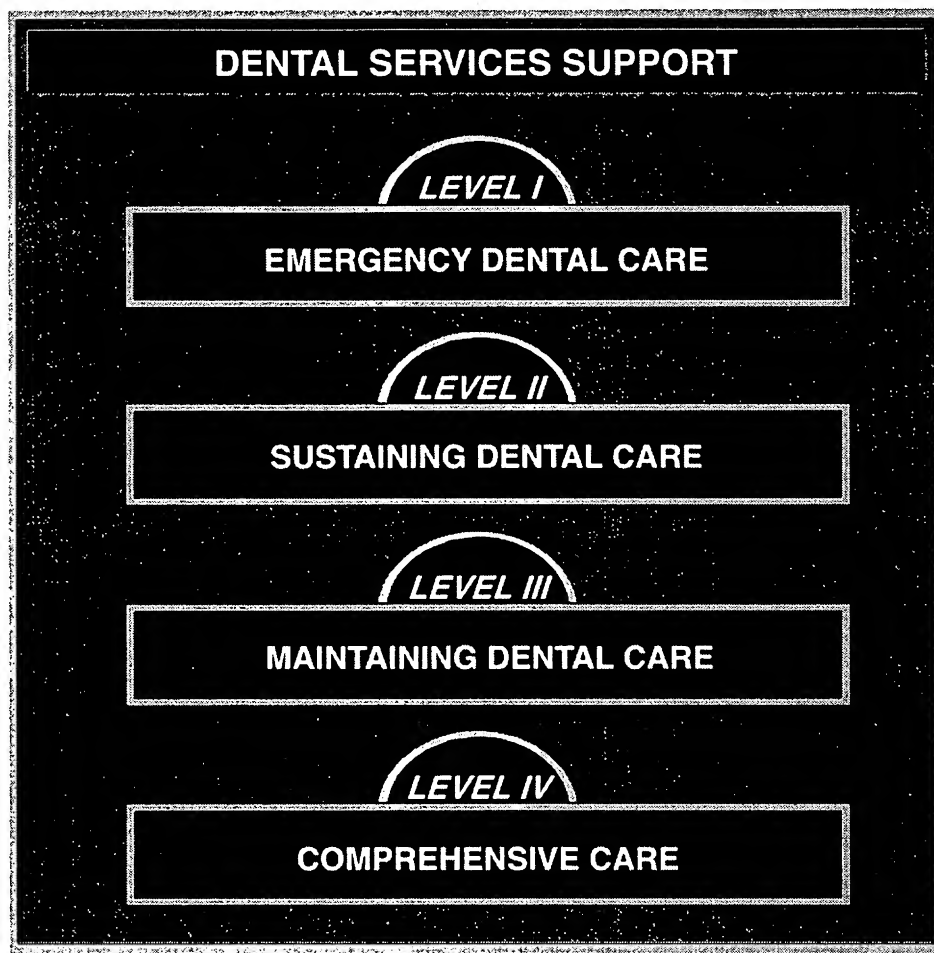 DENTAL SERVICES SUPPORT
LEVEL I
EMERGENCY DENTAL CARE
LEVEL II
SUSTAINING DENTAL CARE
LEVEL III
MAINTAINING DENTAL CARE
LEVEL IV
COMPREHENSIVE CARE